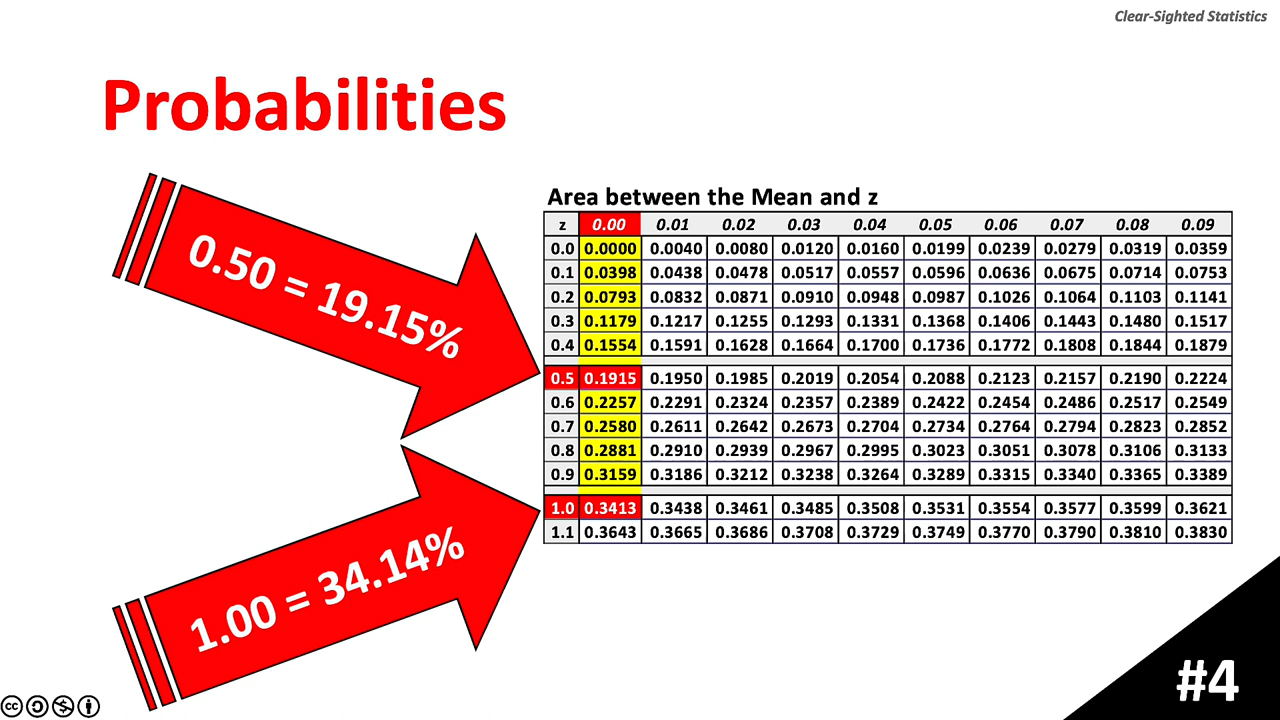 Clear-Sighted Statistics
Probabilities
0.50 = 19.15%
1.00 = 34.14%
Area between the Mean and z
z 0.00 0.01 0.02 0.03 0.04 0.05 0.06 0.07 0.08 0.09
0.0 0.0000 0.0040 0.0080 0.0120 0.0160 0.0199 0.0239 0.0279 0.0319 0.0359
0.1 0.0398 0.0438 0.0478 0.0517 0.0557 0.0596 0.0636 0.0675 0.0714 0.0753
0.2 0.0793 0.0832 0.0871 0.0910 0.0948 0.0987 0.1026 0.1064 0.1103 0.1141
0.3 0.1179 0.1217 0.1255 0.1293 0.1331 0.1368 0.1406 0.1443 0.1480 0.1517
0.4 0.1554 0.1591 0.1628 0.1664 0.1700 0.1736 0.1772 0.1808 0.1844 0.1879
0.5 0.1915 0.1950 0.1985 0.2019 0.2054 0.2088 0.2123 0.2157 0.2190 0.2224
0.6 0.2257 0.2291 0.2324 0.2357 0.2389 0.2422 0.2454 0.2486 0.2517 0.2549
0.7 0.2580 0.2611 0.2642 0.2673 0.2704 0.2734 0.2764 0.2794 0.2823 0.2852
0.8 0.2881 0.2910 0.2939 0.2967 0.2995 0.3023 0.3051 0.3078 0.3106 0.3133
0.9 0.3159 0.3186 0.3212 0.3238 0.3264 0.3289 0.3315 0.3340 0.3365 0.3389
1.0 0.3413 0.3438 0.3461 0.3485 0.3508 0.3531 0.3554 0.3577 0.3599 0.3621
1.1 0.3643 0.3665 0.3686 0.3708 0.3729 0.3749 0.3770 0.3790 0.3810 0.3830
#4
cc